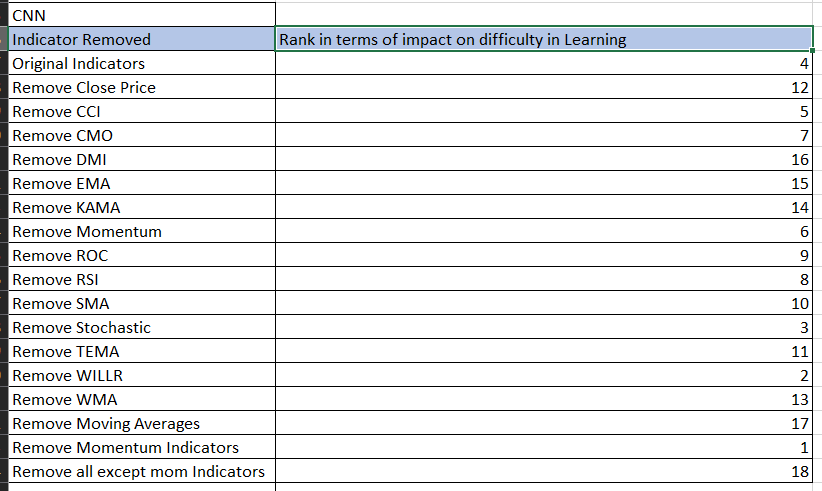 CNN
Indicator Removed Rank in terms of impact on difficulty in Learning
Original Indicators 4
Remove Close Price 12
Remove CCI 5
Remove CMO 7
Remove DMI 16
Remove EMA 15
Remove KAMA 14
Remove Momentum 6
Remove ROC 9
Remove RSI 8
Remove SMA 10
Remove Stochastic 3
Remove TEMA 11
Remove WILLR 2
Remove WMA 13
Remove Moving Averages 17
Remove Momentum Indicators 1
Remove all except mom Indicators 18